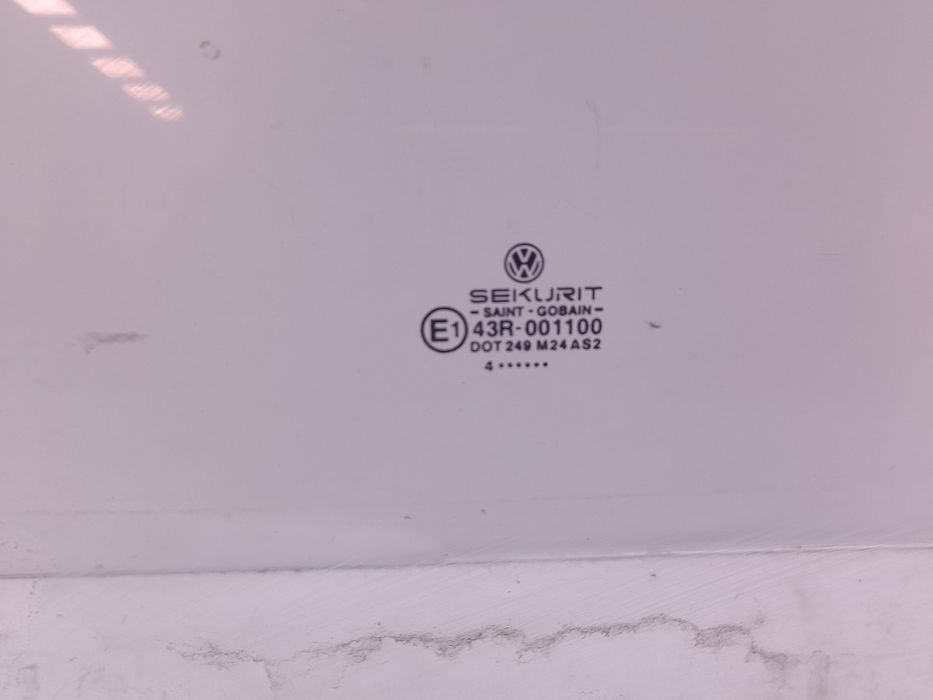 SEKURIT
- SAINT - GOBAIN -
E1 43R-001100
DOT 249 M24 AS2
4 ••••••